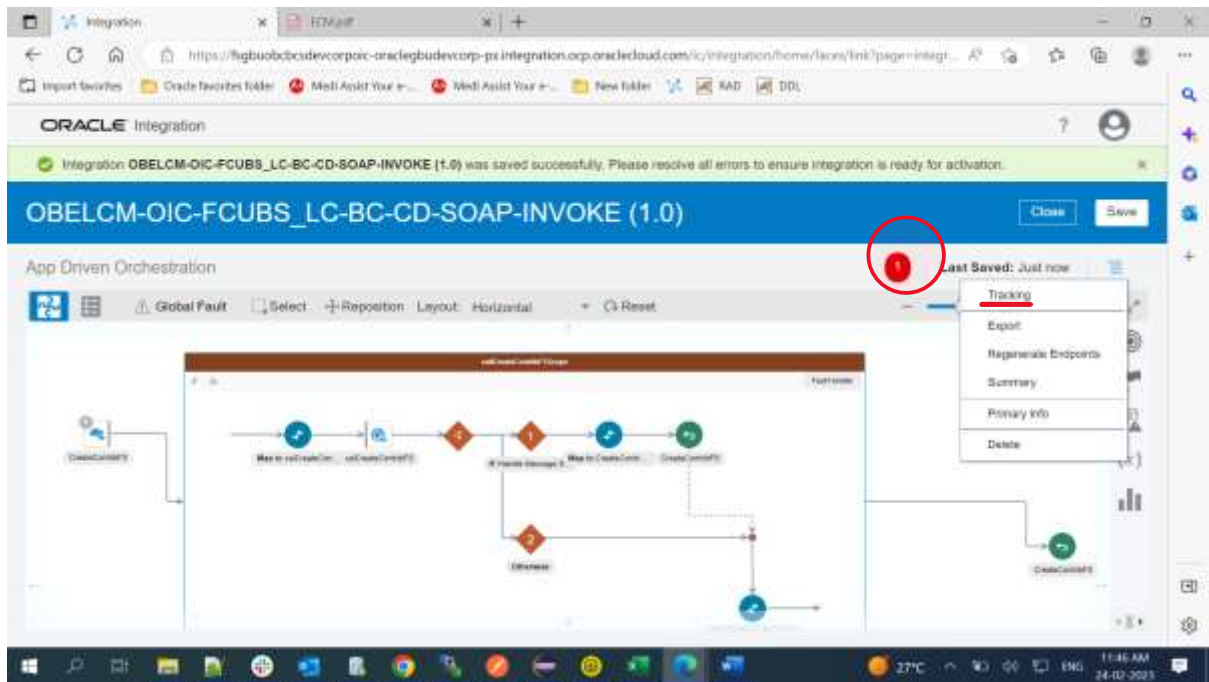 Integration
ECM.pdf
https://fsgbuobcbcsdevcorpoic-oraclegbudevcorp-px.integration.ocp.oraclecloud.com/ic/integration/home/faces/link?page=integr...
Import favorites Oracle favorites folder Medi Assist Your e-... Medi Assist Your e-... New folder RAD DDL
ORACLE Integration ?
Integration OBELCM-OIC-FCUBS_LC-BC-CD-SOAP-INVOKE (1.0) was saved successfully. Please resolve all errors to ensure integration is ready for activation.
OBELCM-OIC-FCUBS_LC-BC-CD-SOAP-INVOKE (1.0) Close Save
App Driven Orchestration 1 Last Saved: Just now
Global Fault Select Reposition Layout: Horizontal Reset
Tracking
Export
Regenerate Endpoints
Summary
Primary Info
Delete
Fault Handler
1
2
Otherwise
27°C ENG 11:46 AM
24-02-2023